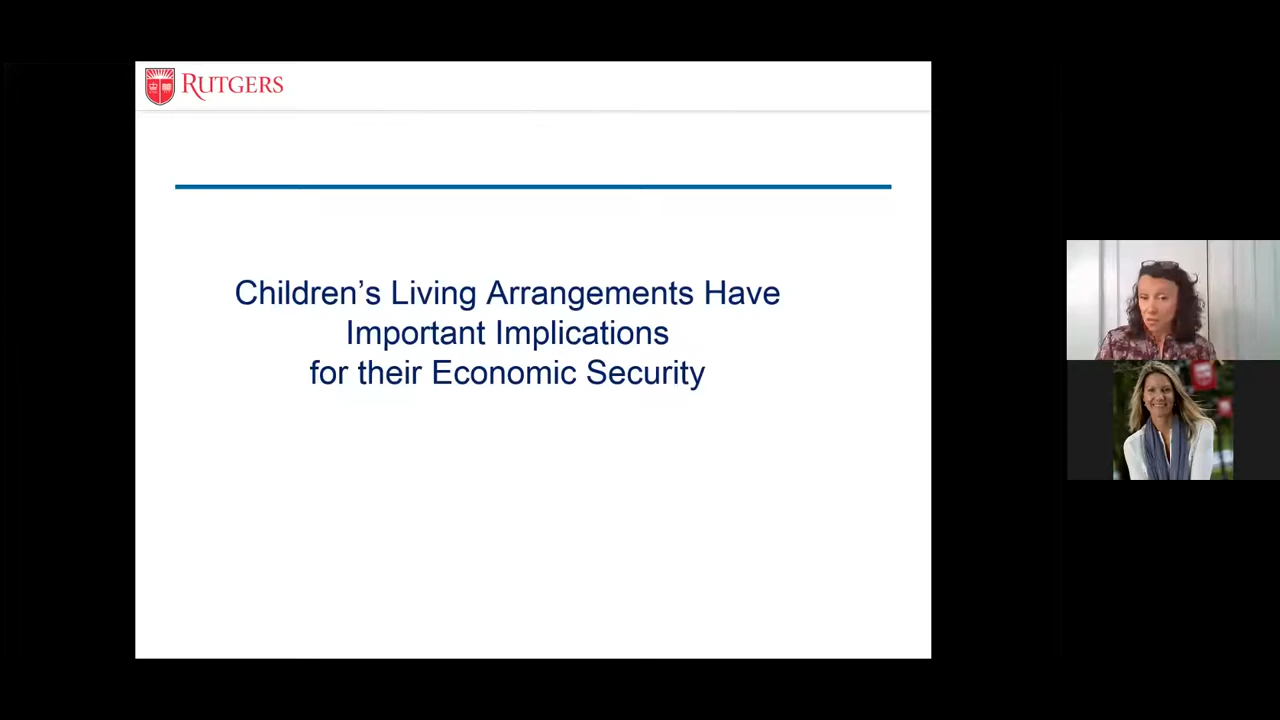 RUTGERS
Children’s Living Arrangements Have
Important Implications
for their Economic Security